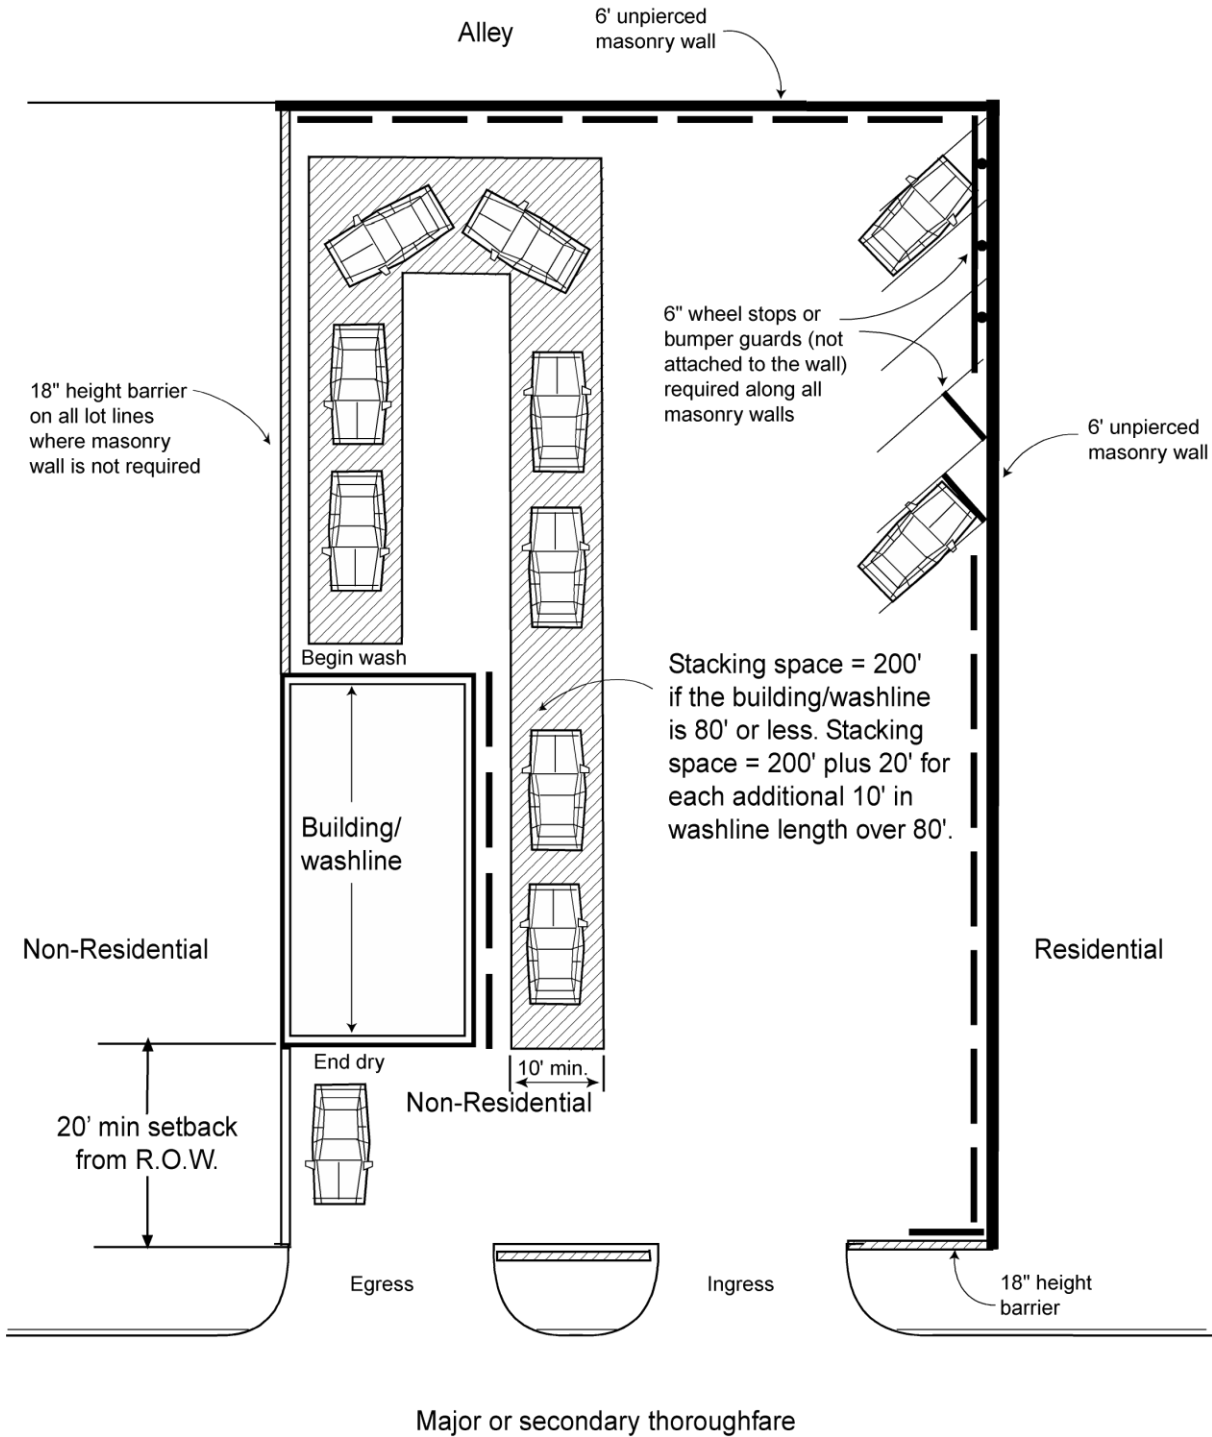 Alley
6' unpierced
masonry wall
18" height barrier
on all lot lines
where masonry
wall is not required
6" wheel stops or
bumper guards (not
attached to the wall)
required along all
masonry walls
6' unpierced
masonry wall
Begin wash
Stacking space = 200'
if the building/washline
is 80' or less. Stacking
space = 200' plus 20' for
each additional 10' in
washline length over 80'.
Building/
washline
Non-Residential
Residential
End dry
10' min.
Non-Residential
20’ min setback
from R.O.W.
Egress
Ingress
18" height
barrier
Major or secondary thoroughfare